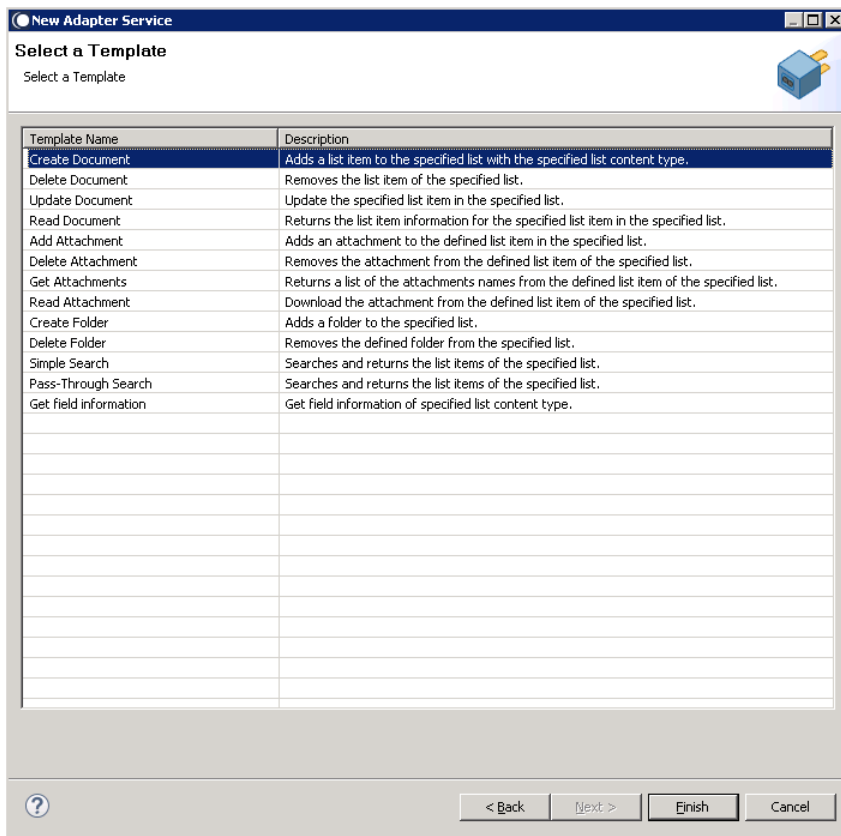 New Adapter Service
Select a Template
Select a Template
Template Name Description
Create Document Adds a list item to the specified list with the specified list content type.
Delete Document Removes the list item of the specified list.
Update Document Update the specified list item in the specified list.
Read Document Returns the list item information for the specified list item in the specified list.
Add Attachment Adds an attachment to the defined list item in the specified list.
Delete Attachment Removes the attachment from the defined list item of the specified list.
Get Attachments Returns a list of the attachments names from the defined list item of the specified list.
Read Attachment Download the attachment from the defined list item of the specified list.
Create Folder Adds a folder to the specified list.
Delete Folder Removes the defined folder from the specified list.
Simple Search Searches and returns the list items of the specified list.
Pass-Through Search Searches and returns the list items of the specified list.
Get field information Get field information of specified list content type.
? < Back Next > Finish Cancel